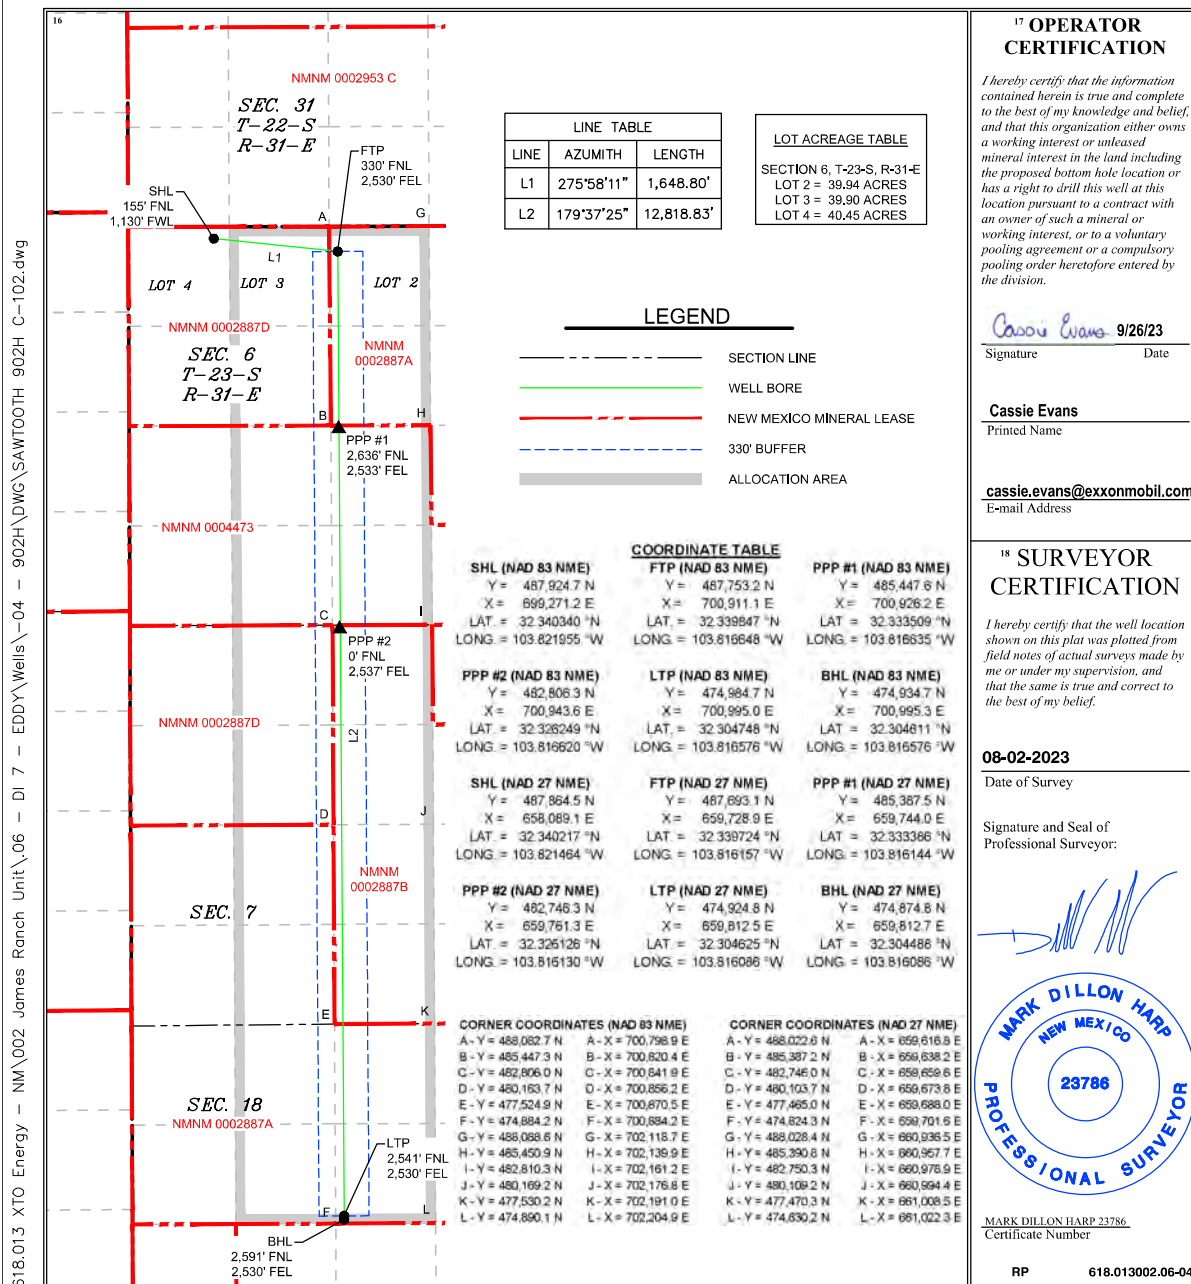 16
NMNM 0002953 C
SEC. 31
T-22-S
R-31-E
FTP
330' FNL
2,530' FEL
SHL
155' FNL
1,130' FWL
A
G
L1
LOT 4
LOT 3
LOT 2
NMNM 0002887D
NMNM
0002887A
SEC. 6
T-23-S
R-31-E
B
H
PPP #1
2,636' FNL
2,533' FEL
NMNM 0004473
C
I
PPP #2
0' FNL
2,537' FEL
NMNM 0002887D
L2
D
J
NMNM
0002887B
SEC. 7
E
K
SEC. 18
NMNM 0002887A
LTP
2,541' FNL
2,530' FEL
F
L
BHL
2,591' FNL
2,530' FEL
LINE TABLE
LINE AZUMITH LENGTH
L1 275°58'11" 1,648.80'
L2 179°37'25" 12,818.83'
LOT ACREAGE TABLE
SECTION 6, T-23-S, R-31-E
LOT 2 = 39.94 ACRES
LOT 3 = 39.90 ACRES
LOT 4 = 40.45 ACRES
LEGEND
SECTION LINE
WELL BORE
NEW MEXICO MINERAL LEASE
330' BUFFER
ALLOCATION AREA
COORDINATE TABLE
SHL (NAD 83 NME) FTP (NAD 83 NME) PPP #1 (NAD 83 NME)
Y = 487,924.7 N Y = 487,753.2 N Y = 485,447.6 N
X = 699,271.2 E X = 700,911.1 E X = 700,926.2 E
LAT. = 32.340340 °N LAT. = 32.339847 °N LAT. = 32.333509 °N
LONG. = 103.821955 °W LONG. = 103.816648 °W LONG. = 103.816635 °W
PPP #2 (NAD 83 NME) LTP (NAD 83 NME) BHL (NAD 83 NME)
Y = 482,806.3 N Y = 474,984.7 N Y = 474,934.7 N
X = 700,943.6 E X = 700,995.0 E X = 700,995.3 E
LAT. = 32.326249 °N LAT. = 32.304748 °N LAT. = 32.304611 °N
LONG. = 103.816620 °W LONG. = 103.816576 °W LONG. = 103.816576 °W
SHL (NAD 27 NME) FTP (NAD 27 NME) PPP #1 (NAD 27 NME)
Y = 487,864.5 N Y = 487,693.1 N Y = 485,387.5 N
X = 658,089.1 E X = 659,728.9 E X = 659,744.0 E
LAT. = 32.340217 °N LAT. = 32.339724 °N LAT. = 32.333386 °N
LONG. = 103.821464 °W LONG. = 103.816157 °W LONG. = 103.816144 °W
PPP #2 (NAD 27 NME) LTP (NAD 27 NME) BHL (NAD 27 NME)
Y = 482,746.3 N Y = 474,924.8 N Y = 474,874.8 N
X = 659,761.3 E X = 659,812.5 E X = 659,812.7 E
LAT. = 32.326126 °N LAT. = 32.304625 °N LAT. = 32.304488 °N
LONG. = 103.816130 °W LONG. = 103.816086 °W LONG. = 103.816086 °W
CORNER COORDINATES (NAD 83 NME) CORNER COORDINATES (NAD 27 NME)
A - Y = 488,082.7 N A - X = 700,798.9 E A - Y = 488,022.6 N A - X = 659,616.8 E
B - Y = 485,447.3 N B - X = 700,820.4 E B - Y = 485,387.2 N B - X = 659,638.2 E
C - Y = 482,806.0 N C - X = 700,841.9 E C - Y = 482,746.0 N C - X = 659,659.6 E
D - Y = 480,163.7 N D - X = 700,856.2 E D - Y = 480,103.7 N D - X = 659,673.8 E
E - Y = 477,524.9 N E - X = 700,870.5 E E - Y = 477,465.0 N E - X = 659,688.0 E
F - Y = 474,884.2 N F - X = 700,884.2 E F - Y = 474,824.3 N F - X = 659,701.6 E
G - Y = 488,088.6 N G - X = 702,118.7 E G - Y = 488,028.4 N G - X = 660,936.5 E
H - Y = 485,450.9 N H - X = 702,139.9 E H - Y = 485,390.8 N H - X = 660,957.7 E
I - Y = 482,810.3 N I - X = 702,161.2 E I - Y = 482,750.3 N I - X = 660,978.9 E
J - Y = 480,169.2 N J - X = 702,176.8 E J - Y = 480,109.2 N J - X = 660,994.4 E
K - Y = 477,530.2 N K - X = 702,191.0 E K - Y = 477,470.3 N K - X = 661,008.5 E
L - Y = 474,890.1 N L - X = 702,204.9 E L - Y = 474,830.2 N L - X = 661,022.3 E
17 OPERATOR
CERTIFICATION
I hereby certify that the information
contained herein is true and complete
to the best of my knowledge and belief,
and that this organization either owns
a working interest or unleased
mineral interest in the land including
the proposed bottom hole location or
has a right to drill this well at this
location pursuant to a contract with
an owner of such a mineral or
working interest, or to a voluntary
pooling agreement or a compulsory
pooling order heretofore entered by
the division.
Cassie Evans 9/26/23
Signature Date
Cassie Evans
Printed Name
cassie.evans@exxonmobil.com
E-mail Address
18 SURVEYOR
CERTIFICATION
I hereby certify that the well location
shown on this plat was plotted from
field notes of actual surveys made by
me or under my supervision, and
that the same is true and correct to
the best of my belief.
08-02-2023
Date of Survey
Signature and Seal of
Professional Surveyor:
MARK DILLON HARP
NEW MEXICO
23786
PROFESSIONAL SURVEYOR
MARK DILLON HARP 23786
Certificate Number
RP 618.013002.06-04
618.013 XTO Energy - NM\002 James Ranch Unit\.06 - DI 7 - EDDY\Wells\-04 - 902H\DWG\SAWTOOTH 902H C-102.dwg